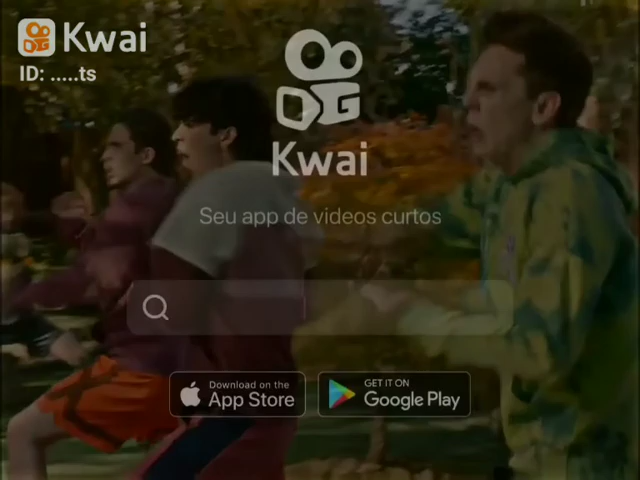 Kwai
ID: .....ts
Kwai
Seu app de videos curtos
Download on the
App Store
GET IT ON
Google Play